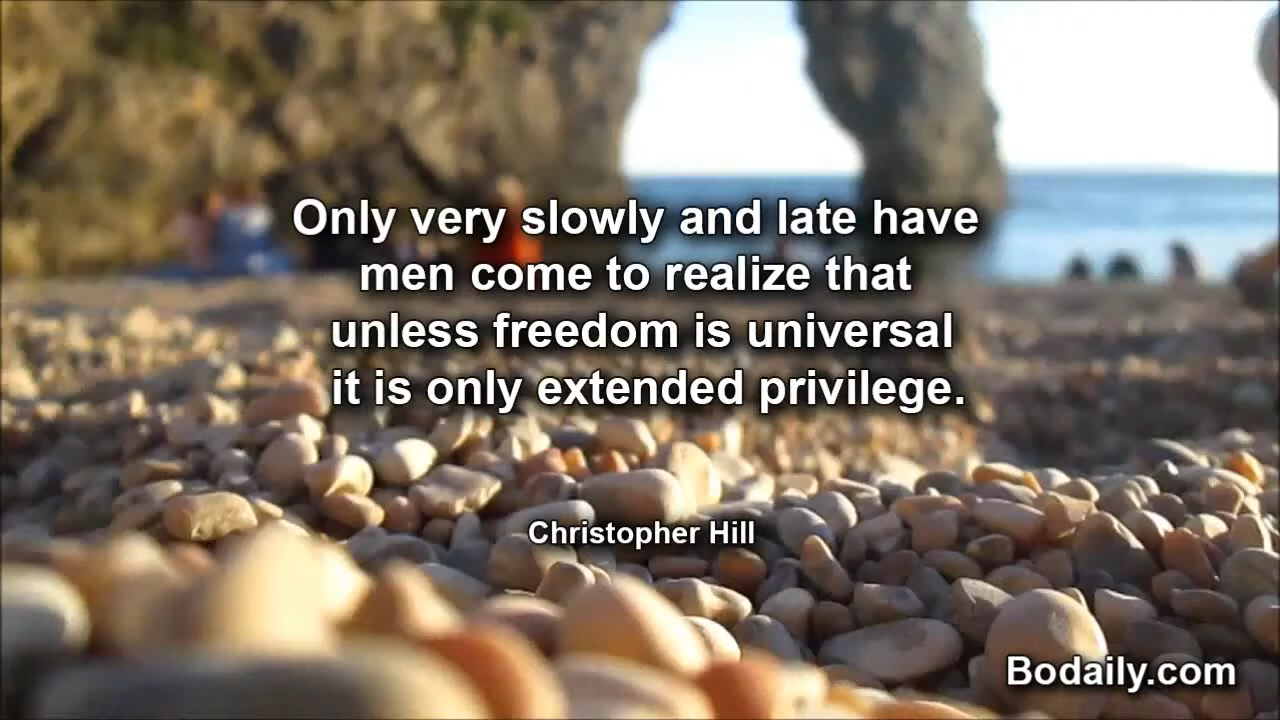 Only very slowly and late have
men come to realize that
unless freedom is universal
it is only extended privilege.
Christopher Hill
Bodaily.com